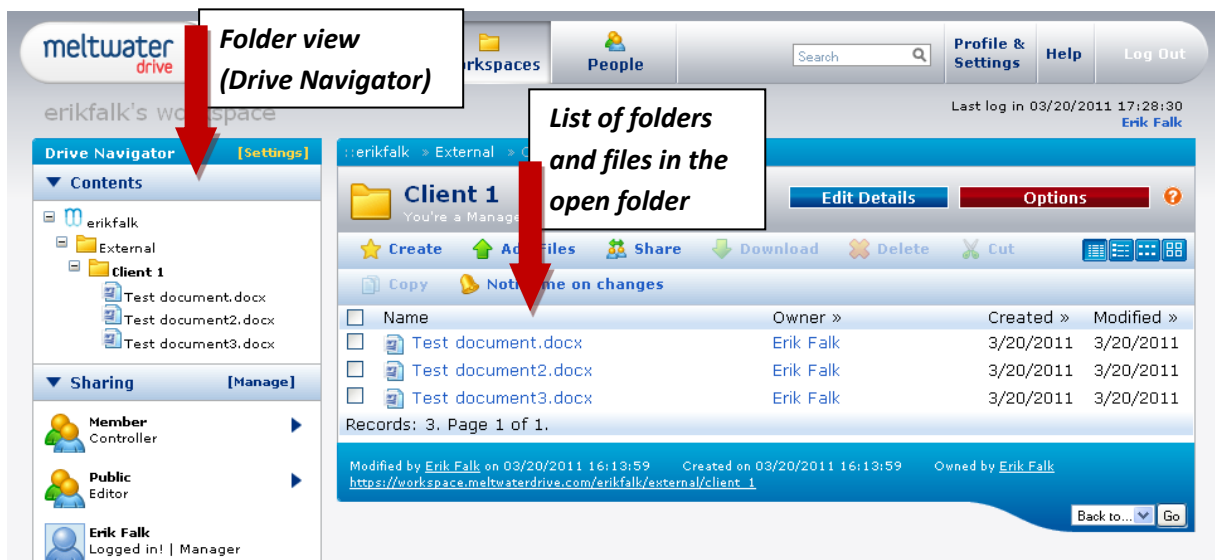 meltwater
drive
Folder view
(Drive Navigator)
rkspaces
People
Search
Profile &
Settings
Help
Log Out
erikfalk's wo space
Last log in 03/20/2011 17:28:30
Erik Falk
List of folders
and files in the
open folder
Drive Navigator [Settings]
▼ Contents
erikfalk
External
Client 1
Test document.docx
Test document2.docx
Test document3.docx
▼ Sharing [Manage]
Member
Controller
Public
Editor
Erik Falk
Logged in! | Manager
::erikfalk » External » C
Client 1
You're a Manage
Edit Details
Options
?
Create Ad iles Share Download Delete Cut
Copy Noti me on changes
Name Owner » Created » Modified »
Test document.docx Erik Falk 3/20/2011 3/20/2011
Test document2.docx Erik Falk 3/20/2011 3/20/2011
Test document3.docx Erik Falk 3/20/2011 3/20/2011
Records: 3. Page 1 of 1.
Modified by Erik Falk on 03/20/2011 16:13:59 Created on 03/20/2011 16:13:59 Owned by Erik Falk
https://workspace.meltwaterdrive.com/erikfalk/external/client_1
Back to... Go